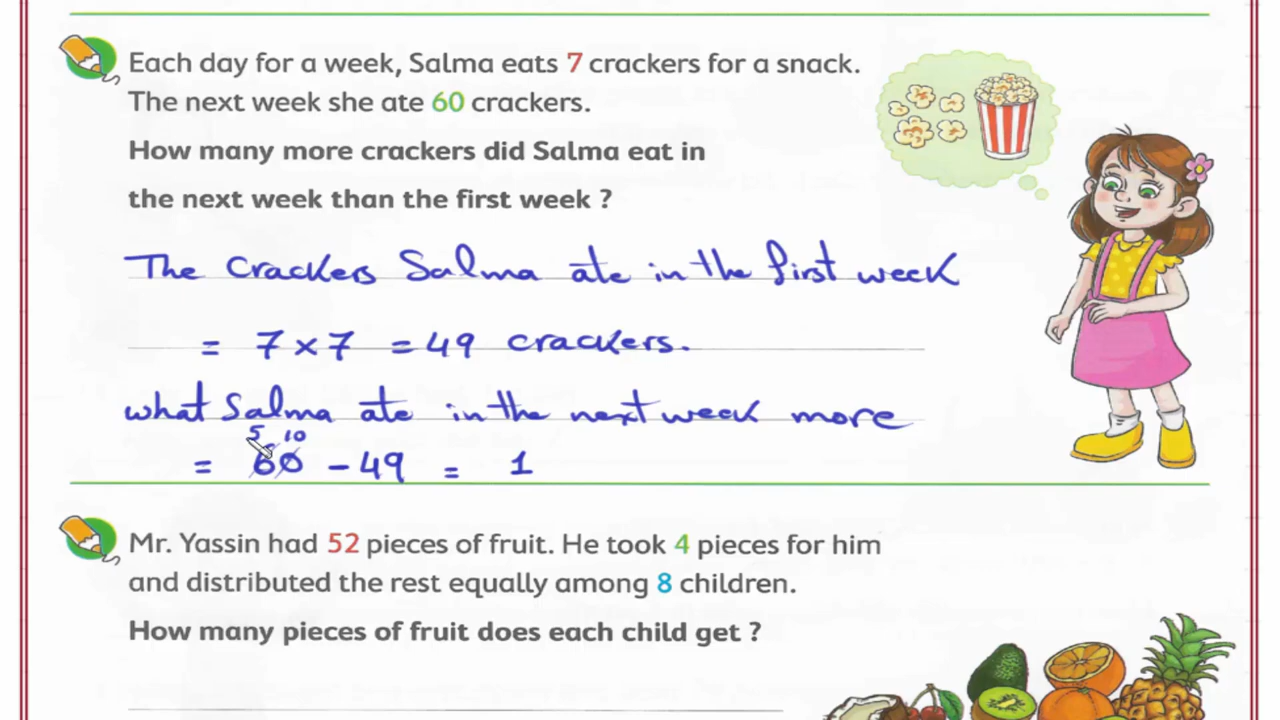 Each day for a week, Salma eats 7 crackers for a snack.
The next week she ate 60 crackers.
How many more crackers did Salma eat in
the next week than the first week ?
The crackers Salma ate in the first week
= 7 × 7 = 49 crackers.
what Salma ate in the next week more
5 10
= 60 - 49 = 1
Mr. Yassin had 52 pieces of fruit. He took 4 pieces for him
and distributed the rest equally among 8 children.
How many pieces of fruit does each child get ?